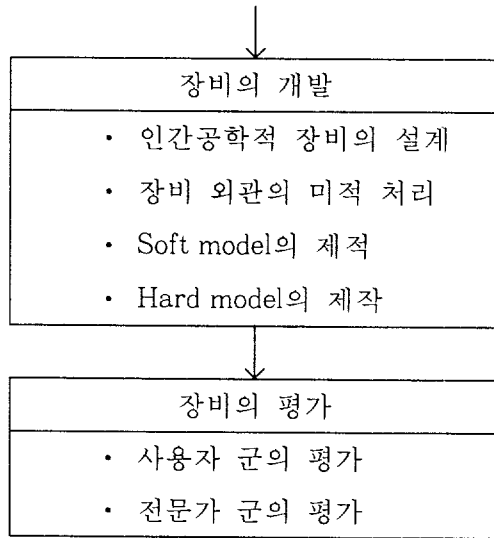 장비의 개발
· 인간공학적 장비의 설계
· 장비 외관의 미적 처리
· Soft model의 제적
· Hard model의 제작
장비의 평가
· 사용자 군의 평가
· 전문가 군의 평가